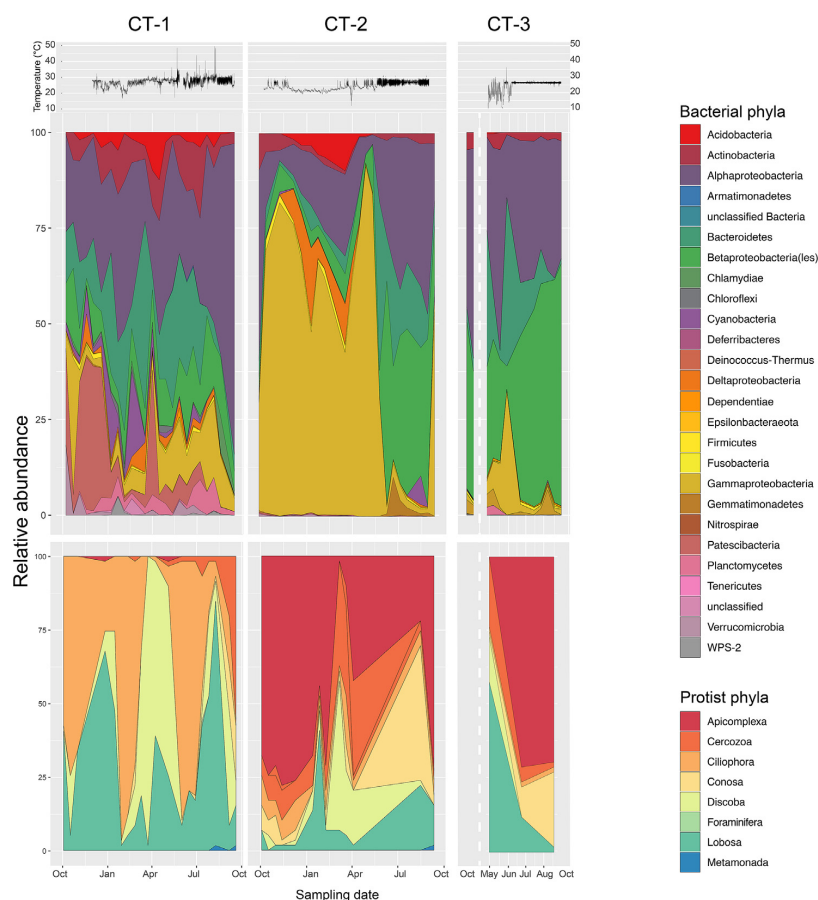 CT-1 CT-2 CT-3
Temperature (°C)
50 50
40 40
30 30
20 20
10 10
Relative abundance
100
75
50
25
0
100
75
50
25
0
Oct Jan Apr Jul Oct Oct Jan Apr Jul Oct Oct May Jun Jul Aug Oct
Sampling date
Bacterial phyla
Acidobacteria
Actinobacteria
Alphaproteobacteria
Armatimonadetes
unclassified Bacteria
Bacteroidetes
Betaproteobacteria(les)
Chlamydiae
Chloroflexi
Cyanobacteria
Deferribacteres
Deinococcus-Thermus
Deltaproteobacteria
Dependentiae
Epsilonbacteraeota
Firmicutes
Fusobacteria
Gammaproteobacteria
Gemmatimonadetes
Nitrospirae
Patescibacteria
Planctomycetes
Tenericutes
unclassified
Verrucomicrobia
WPS-2
Protist phyla
Apicomplexa
Cercozoa
Ciliophora
Conosa
Discoba
Foraminifera
Lobosa
Metamonada